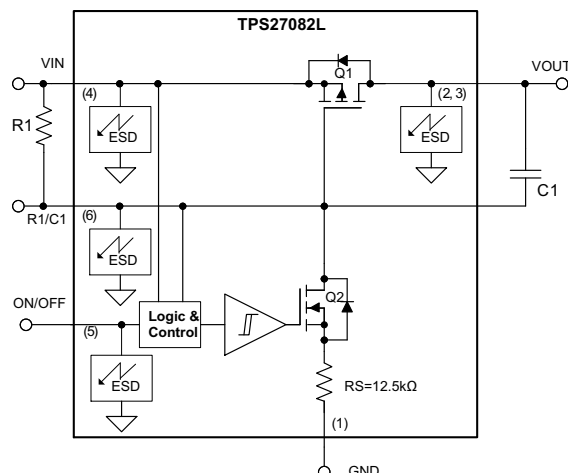 TPS27082L
VIN
Q1
VOUT
(4)
(2, 3)
R1
ESD
ESD
C1
R1/C1
(6)
ESD
ON/OFF
Q2
Logic &
Control
(5)
ESD
RS=12.5kΩ
(1)
GND